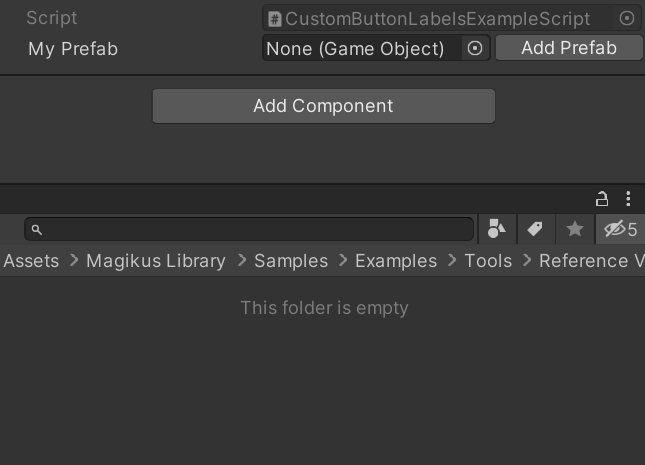 Script CustomButtonLabelsExampleScript
My Prefab None (Game Object) Add Prefab
Add Component
5
Assets > Magikus Library > Samples > Examples > Tools > Reference V
This folder is empty